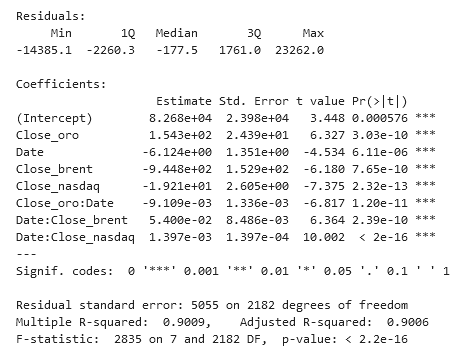 Residuals:
Min 1Q Median 3Q Max
-14385.1 -2260.3 -177.5 1761.0 23262.0
Coefficients:
Estimate Std. Error t value Pr(>|t|)
(Intercept) 8.268e+04 2.398e+04 3.448 0.000576 ***
Close_oro 1.543e+02 2.439e+01 6.327 3.03e-10 ***
Date -6.124e+00 1.351e+00 -4.534 6.11e-06 ***
Close_brent -9.448e+02 1.529e+02 -6.180 7.65e-10 ***
Close_nasdaq -1.921e+01 2.605e+00 -7.375 2.32e-13 ***
Close_oro:Date -9.109e-03 1.336e-03 -6.817 1.20e-11 ***
Date:Close_brent 5.400e-02 8.486e-03 6.364 2.39e-10 ***
Date:Close_nasdaq 1.397e-03 1.397e-04 10.002 < 2e-16 ***
---
Signif. codes: 0 '***' 0.001 '**' 0.01 '*' 0.05 '.' 0.1 ' ' 1
Residual standard error: 5055 on 2182 degrees of freedom
Multiple R-squared: 0.9009, Adjusted R-squared: 0.9006
F-statistic: 2835 on 7 and 2182 DF, p-value: < 2.2e-16